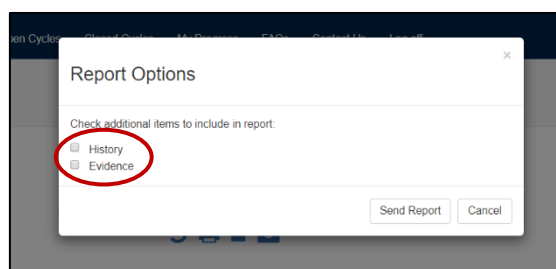 Report Options
×
Check additional items to include in report:
History
Evidence
Send Report Cancel